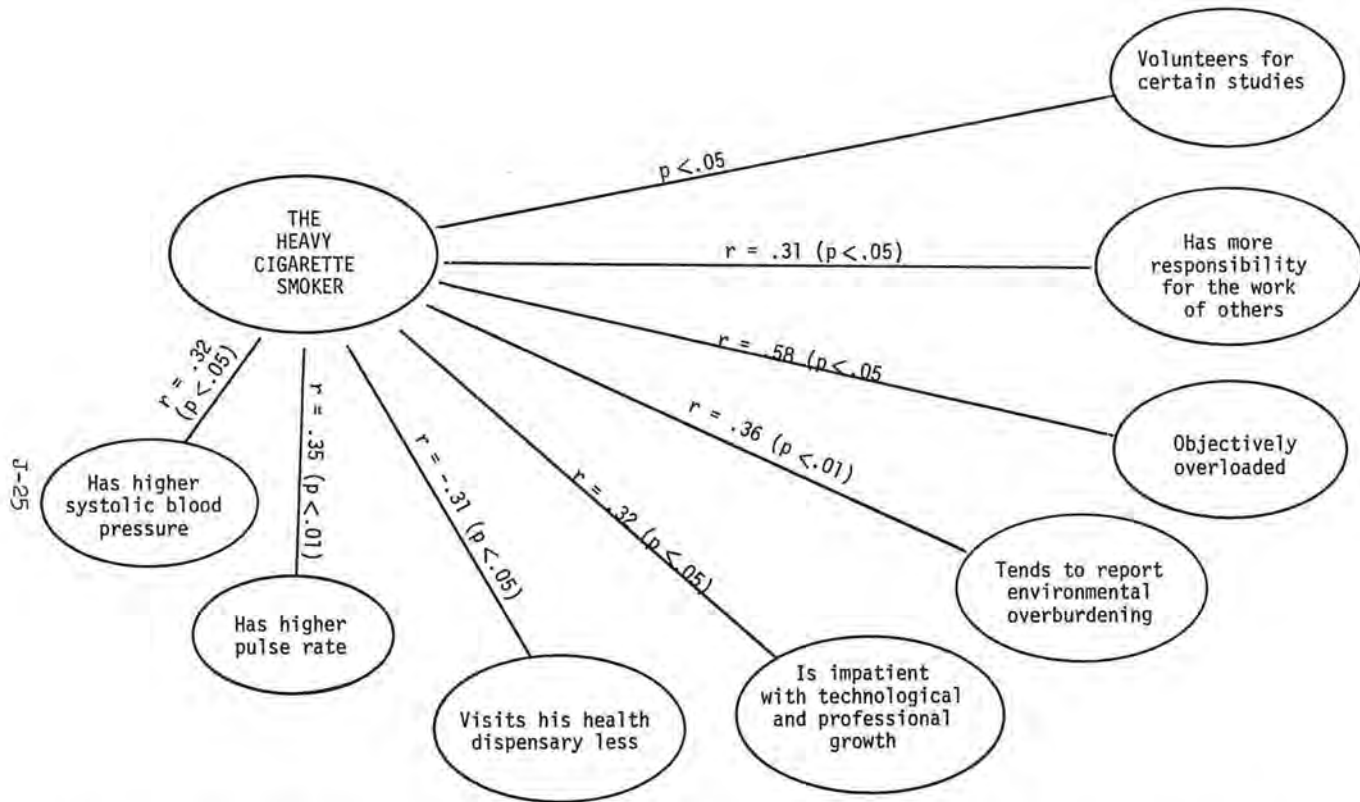 Volunteers for
certain studies
p <.05
THE
HEAVY
CIGARETTE
SMOKER
r = .31 (p <.05)
Has more
responsibility
for the work
of others
r = .58 (p <.05
Objectively
overloaded
r = .36 (p <.01)
Tends to report
environmental
overburdening
r = .32 (p <.05)
Is impatient
with technological
and professional
growth
r = -.31 (p <.05)
Visits his health
dispensary less
r = .35 (p <.01)
Has higher
pulse rate
r = .32
(p <.05)
Has higher
systolic blood
pressure
J-25